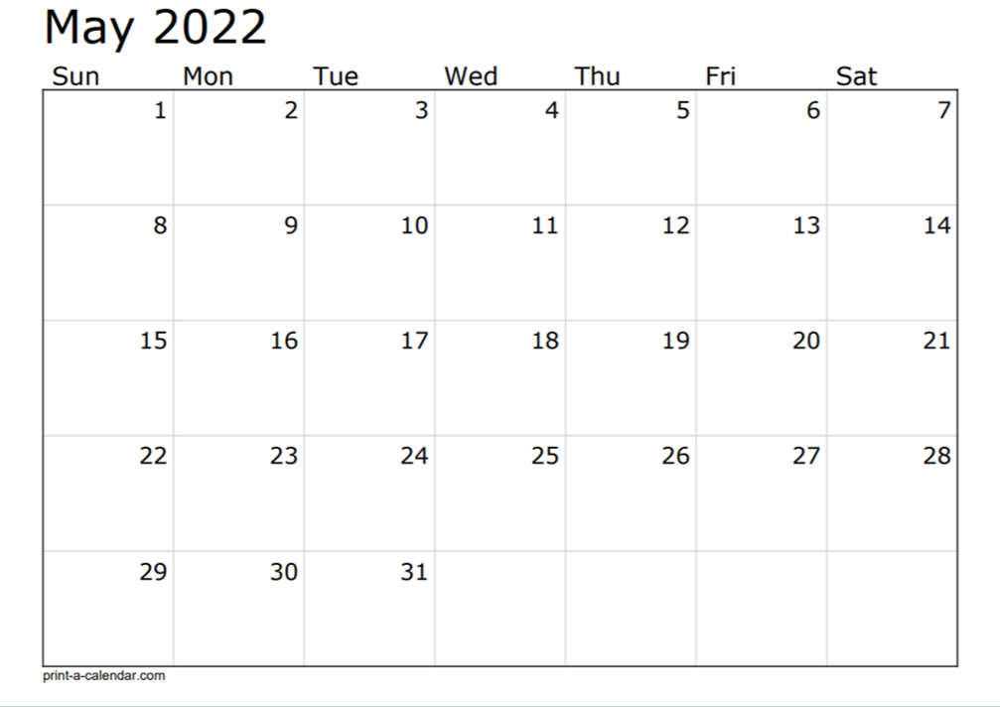 May 2022
Sun Mon Tue Wed Thu Fri Sat
1 2 3 4 5 6 7
8 9 10 11 12 13 14
15 16 17 18 19 20 21
22 23 24 25 26 27 28
29 30 31
print-a-calendar.com